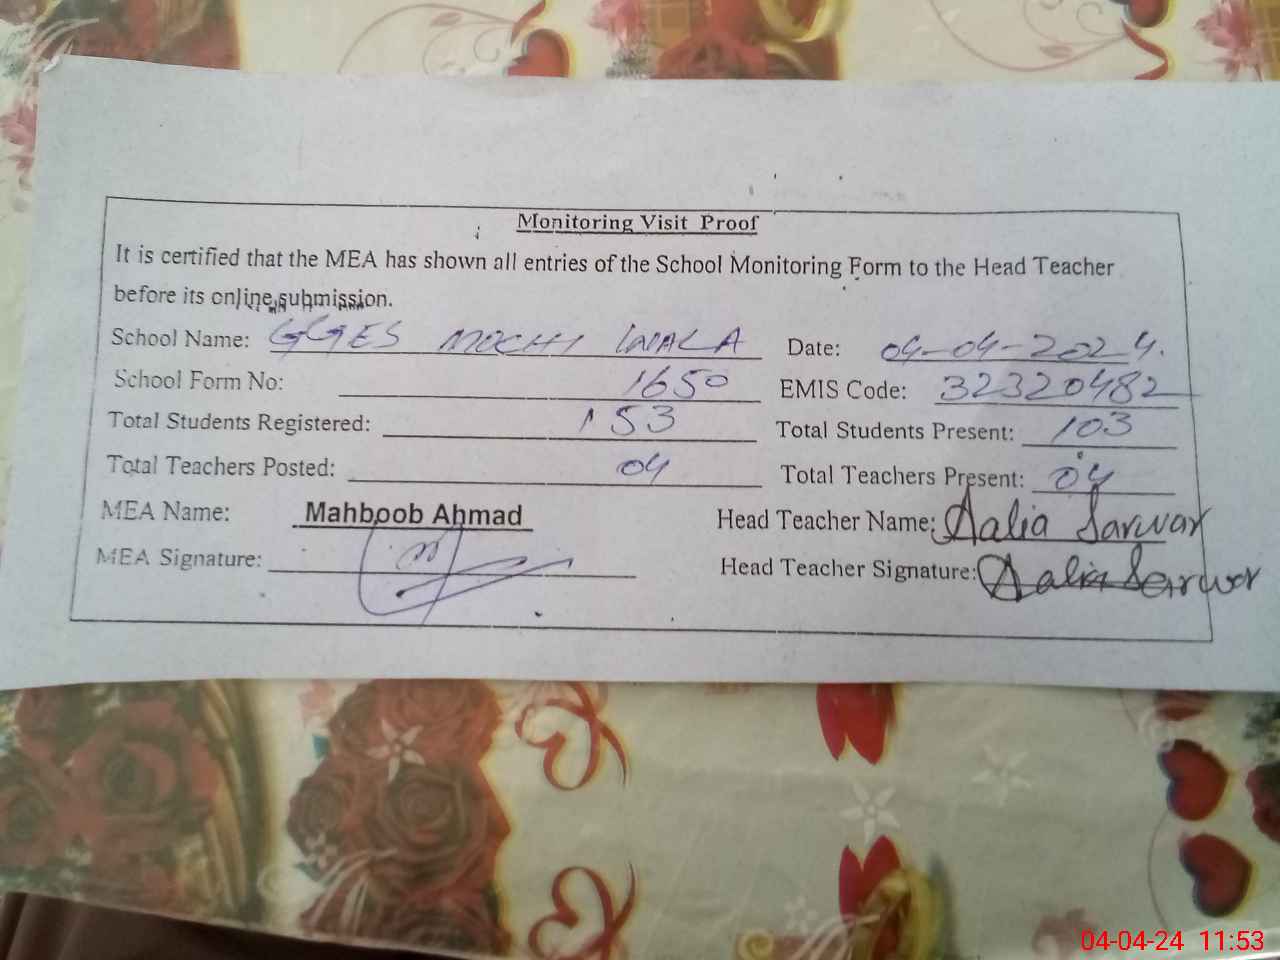 Monitoring Visit Proof
It is certified that the MEA has shown all entries of the School Monitoring Form to the Head Teacher
before its online submission.
School Name: GGES MOCHI WALA Date: 04-04-2024.
School Form No: 1650 EMIS Code: 32320482
Total Students Registered: 153 Total Students Present: 103
Total Teachers Posted: 04 Total Teachers Present: 04
MEA Name: Mahboob Ahmad Head Teacher Name: Aalia Sarwar
MEA Signature: Head Teacher Signature: Aalia Sarwar
04-04-24 11:53